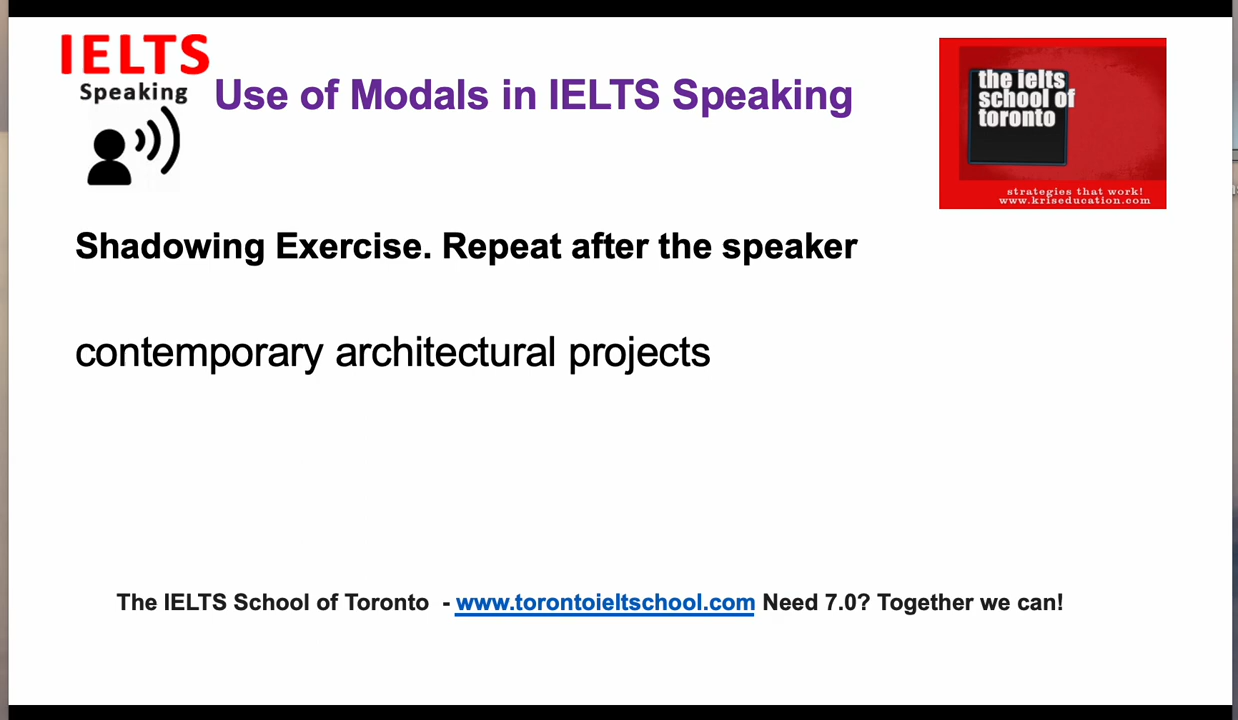 IELTS
Speaking
Use of Modals in IELTS Speaking
the ielts
school of
toronto
strategies that work!
www.kriseducation.com
Shadowing Exercise. Repeat after the speaker
contemporary architectural projects
The IELTS School of Toronto - www.torontoieltschool.com Need 7.0? Together we can!